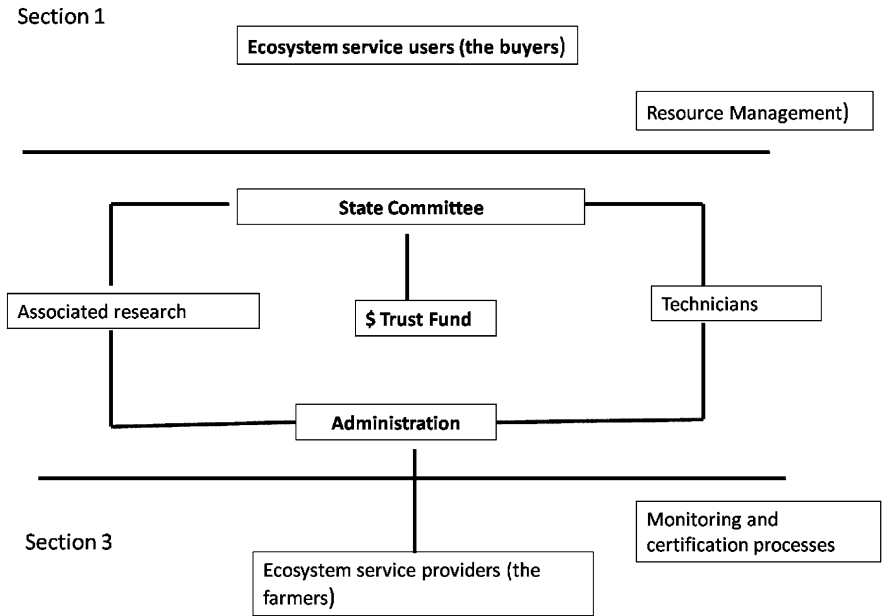 Section 1
Ecosystem service users (the buyers)
Resource Management)
State Committee
Associated research
$ Trust Fund
Technicians
Administration
Section 3
Monitoring and
certification processes
Ecosystem service providers (the
farmers)